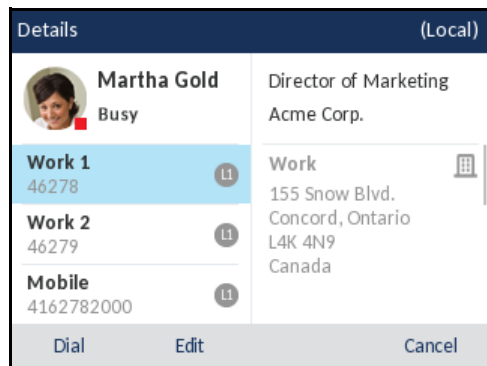 Details (Local)
Martha Gold
Busy
Work 1
46278
L1
Work 2
46279
L1
Mobile
4162782000
L1
Director of Marketing
Acme Corp.
Work
155 Snow Blvd.
Concord, Ontario
L4K 4N9
Canada
Dial Edit Cancel